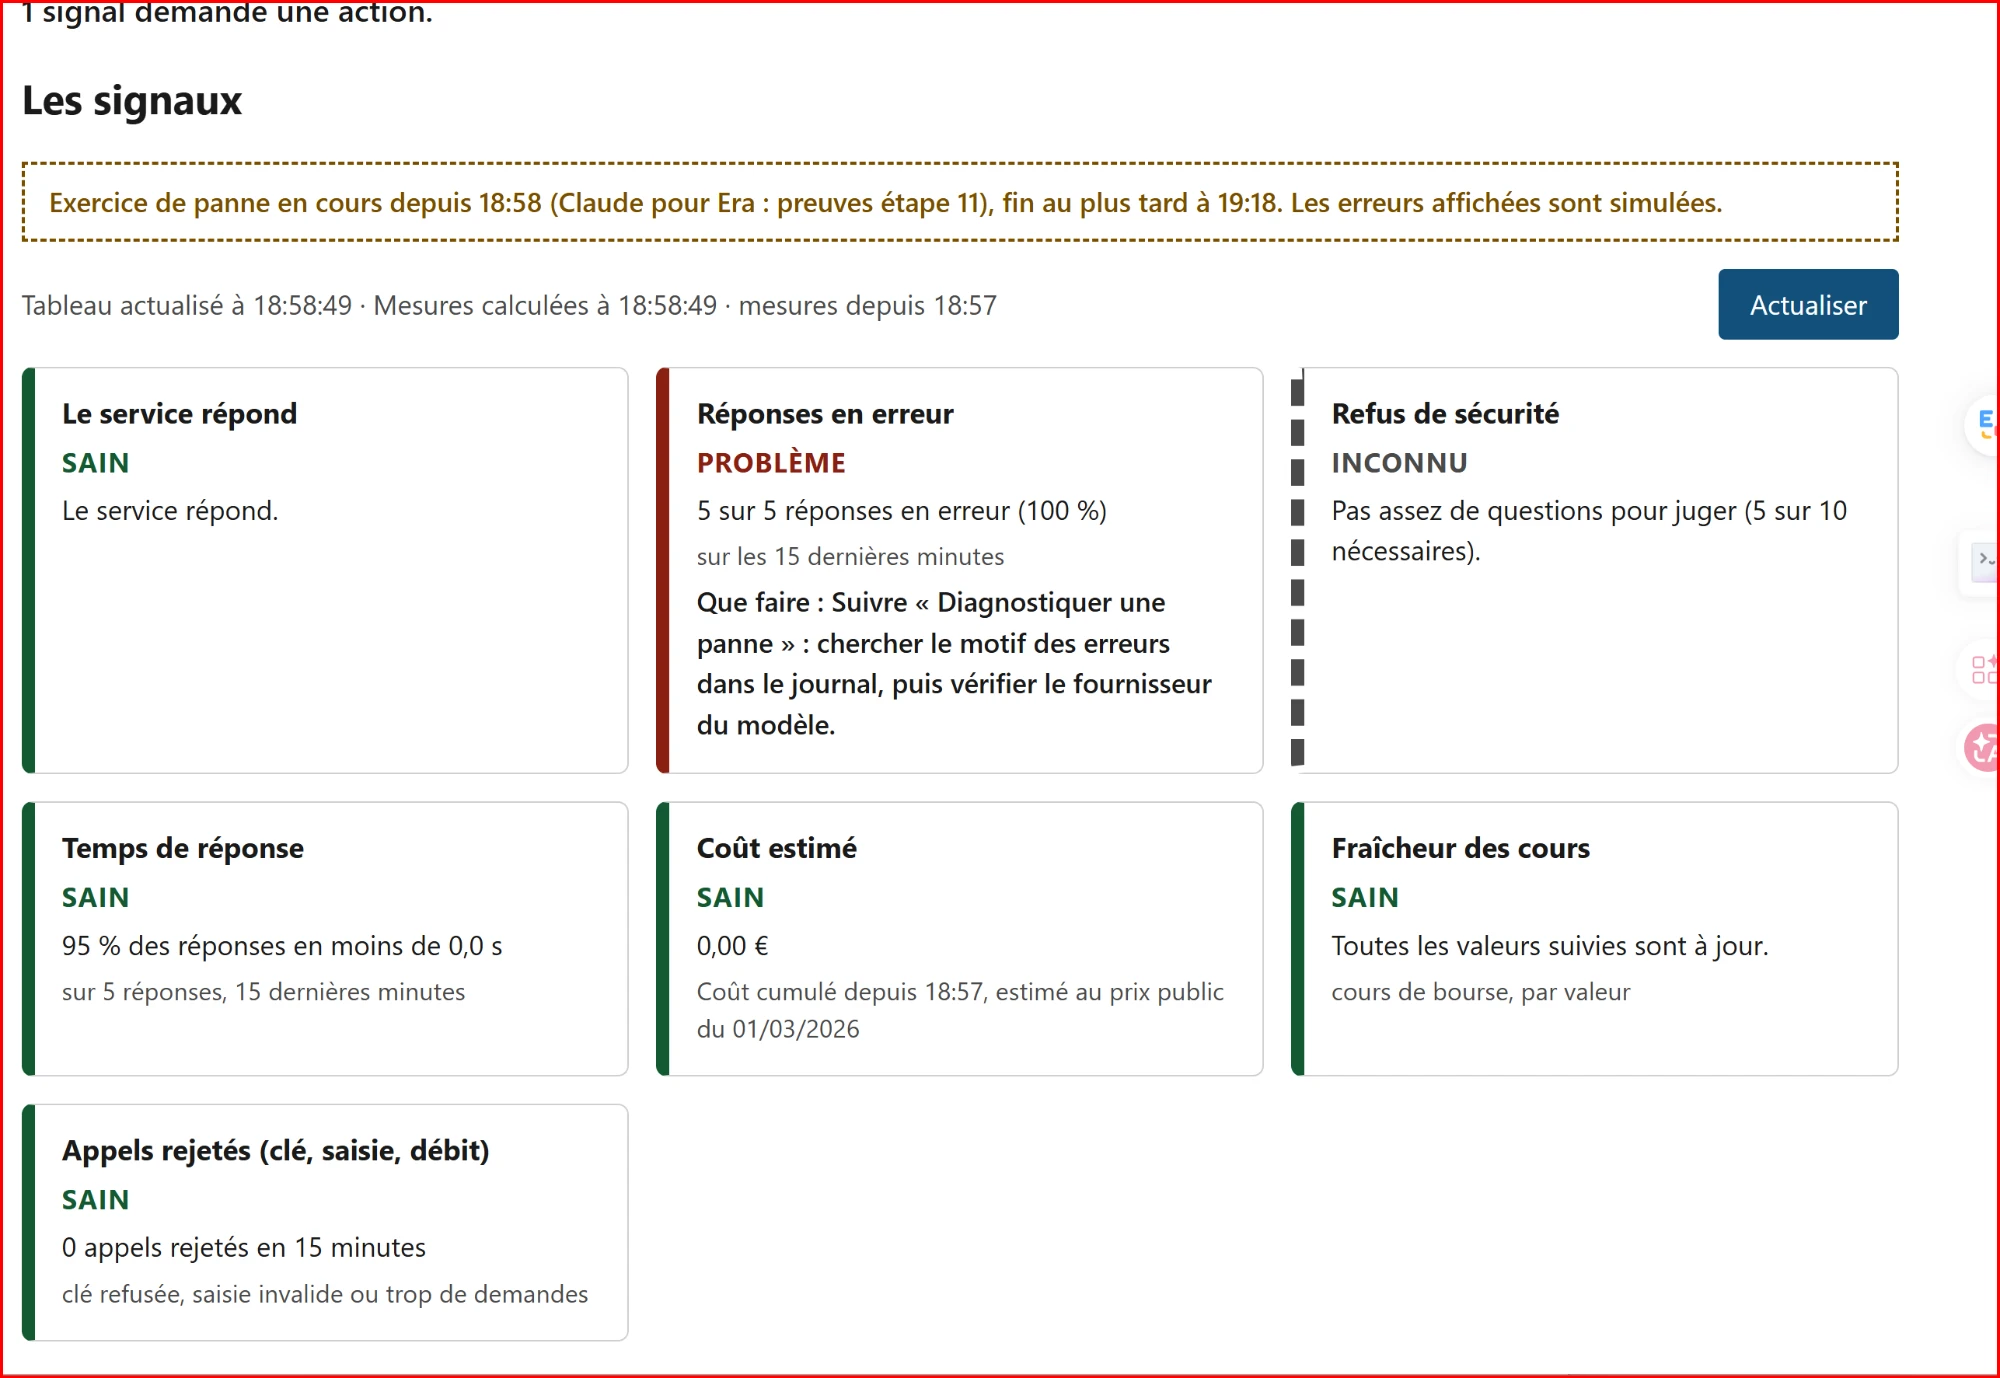 1 signal demande une action.
Les signaux
Exercice de panne en cours depuis 18:58 (Claude pour Era : preuves étape 11), fin au plus tard à 19:18. Les erreurs affichées sont simulées.
Tableau actualisé à 18:58:49 · Mesures calculées à 18:58:49 · mesures depuis 18:57
Actualiser
Le service répond
SAIN
Le service répond.
Réponses en erreur
PROBLÈME
5 sur 5 réponses en erreur (100 %)
sur les 15 dernières minutes
Que faire : Suivre « Diagnostiquer une
panne » : chercher le motif des erreurs
dans le journal, puis vérifier le fournisseur
du modèle.
Refus de sécurité
INCONNU
Pas assez de questions pour juger (5 sur 10
nécessaires).
Temps de réponse
SAIN
95 % des réponses en moins de 0,0 s
sur 5 réponses, 15 dernières minutes
Coût estimé
SAIN
0,00 €
Coût cumulé depuis 18:57, estimé au prix public
du 01/03/2026
Fraîcheur des cours
SAIN
Toutes les valeurs suivies sont à jour.
cours de bourse, par valeur
Appels rejetés (clé, saisie, débit)
SAIN
0 appels rejetés en 15 minutes
clé refusée, saisie invalide ou trop de demandes